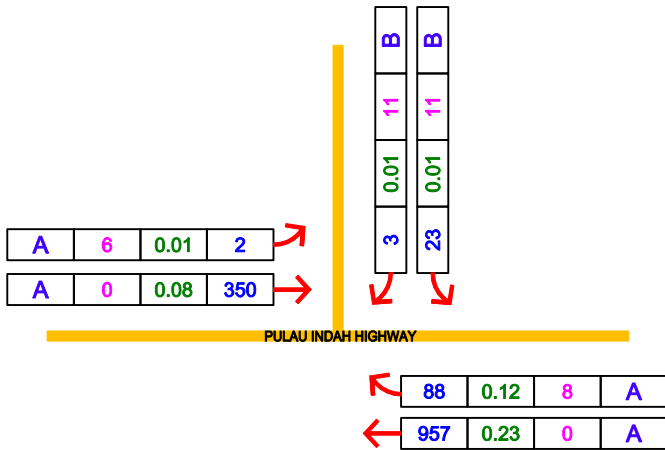 B 11 0.01 3
B 11 0.01 23
A 6 0.01 2
A 0 0.08 350
PULAU INDAH HIGHWAY
88 0.12 8 A
957 0.23 0 A